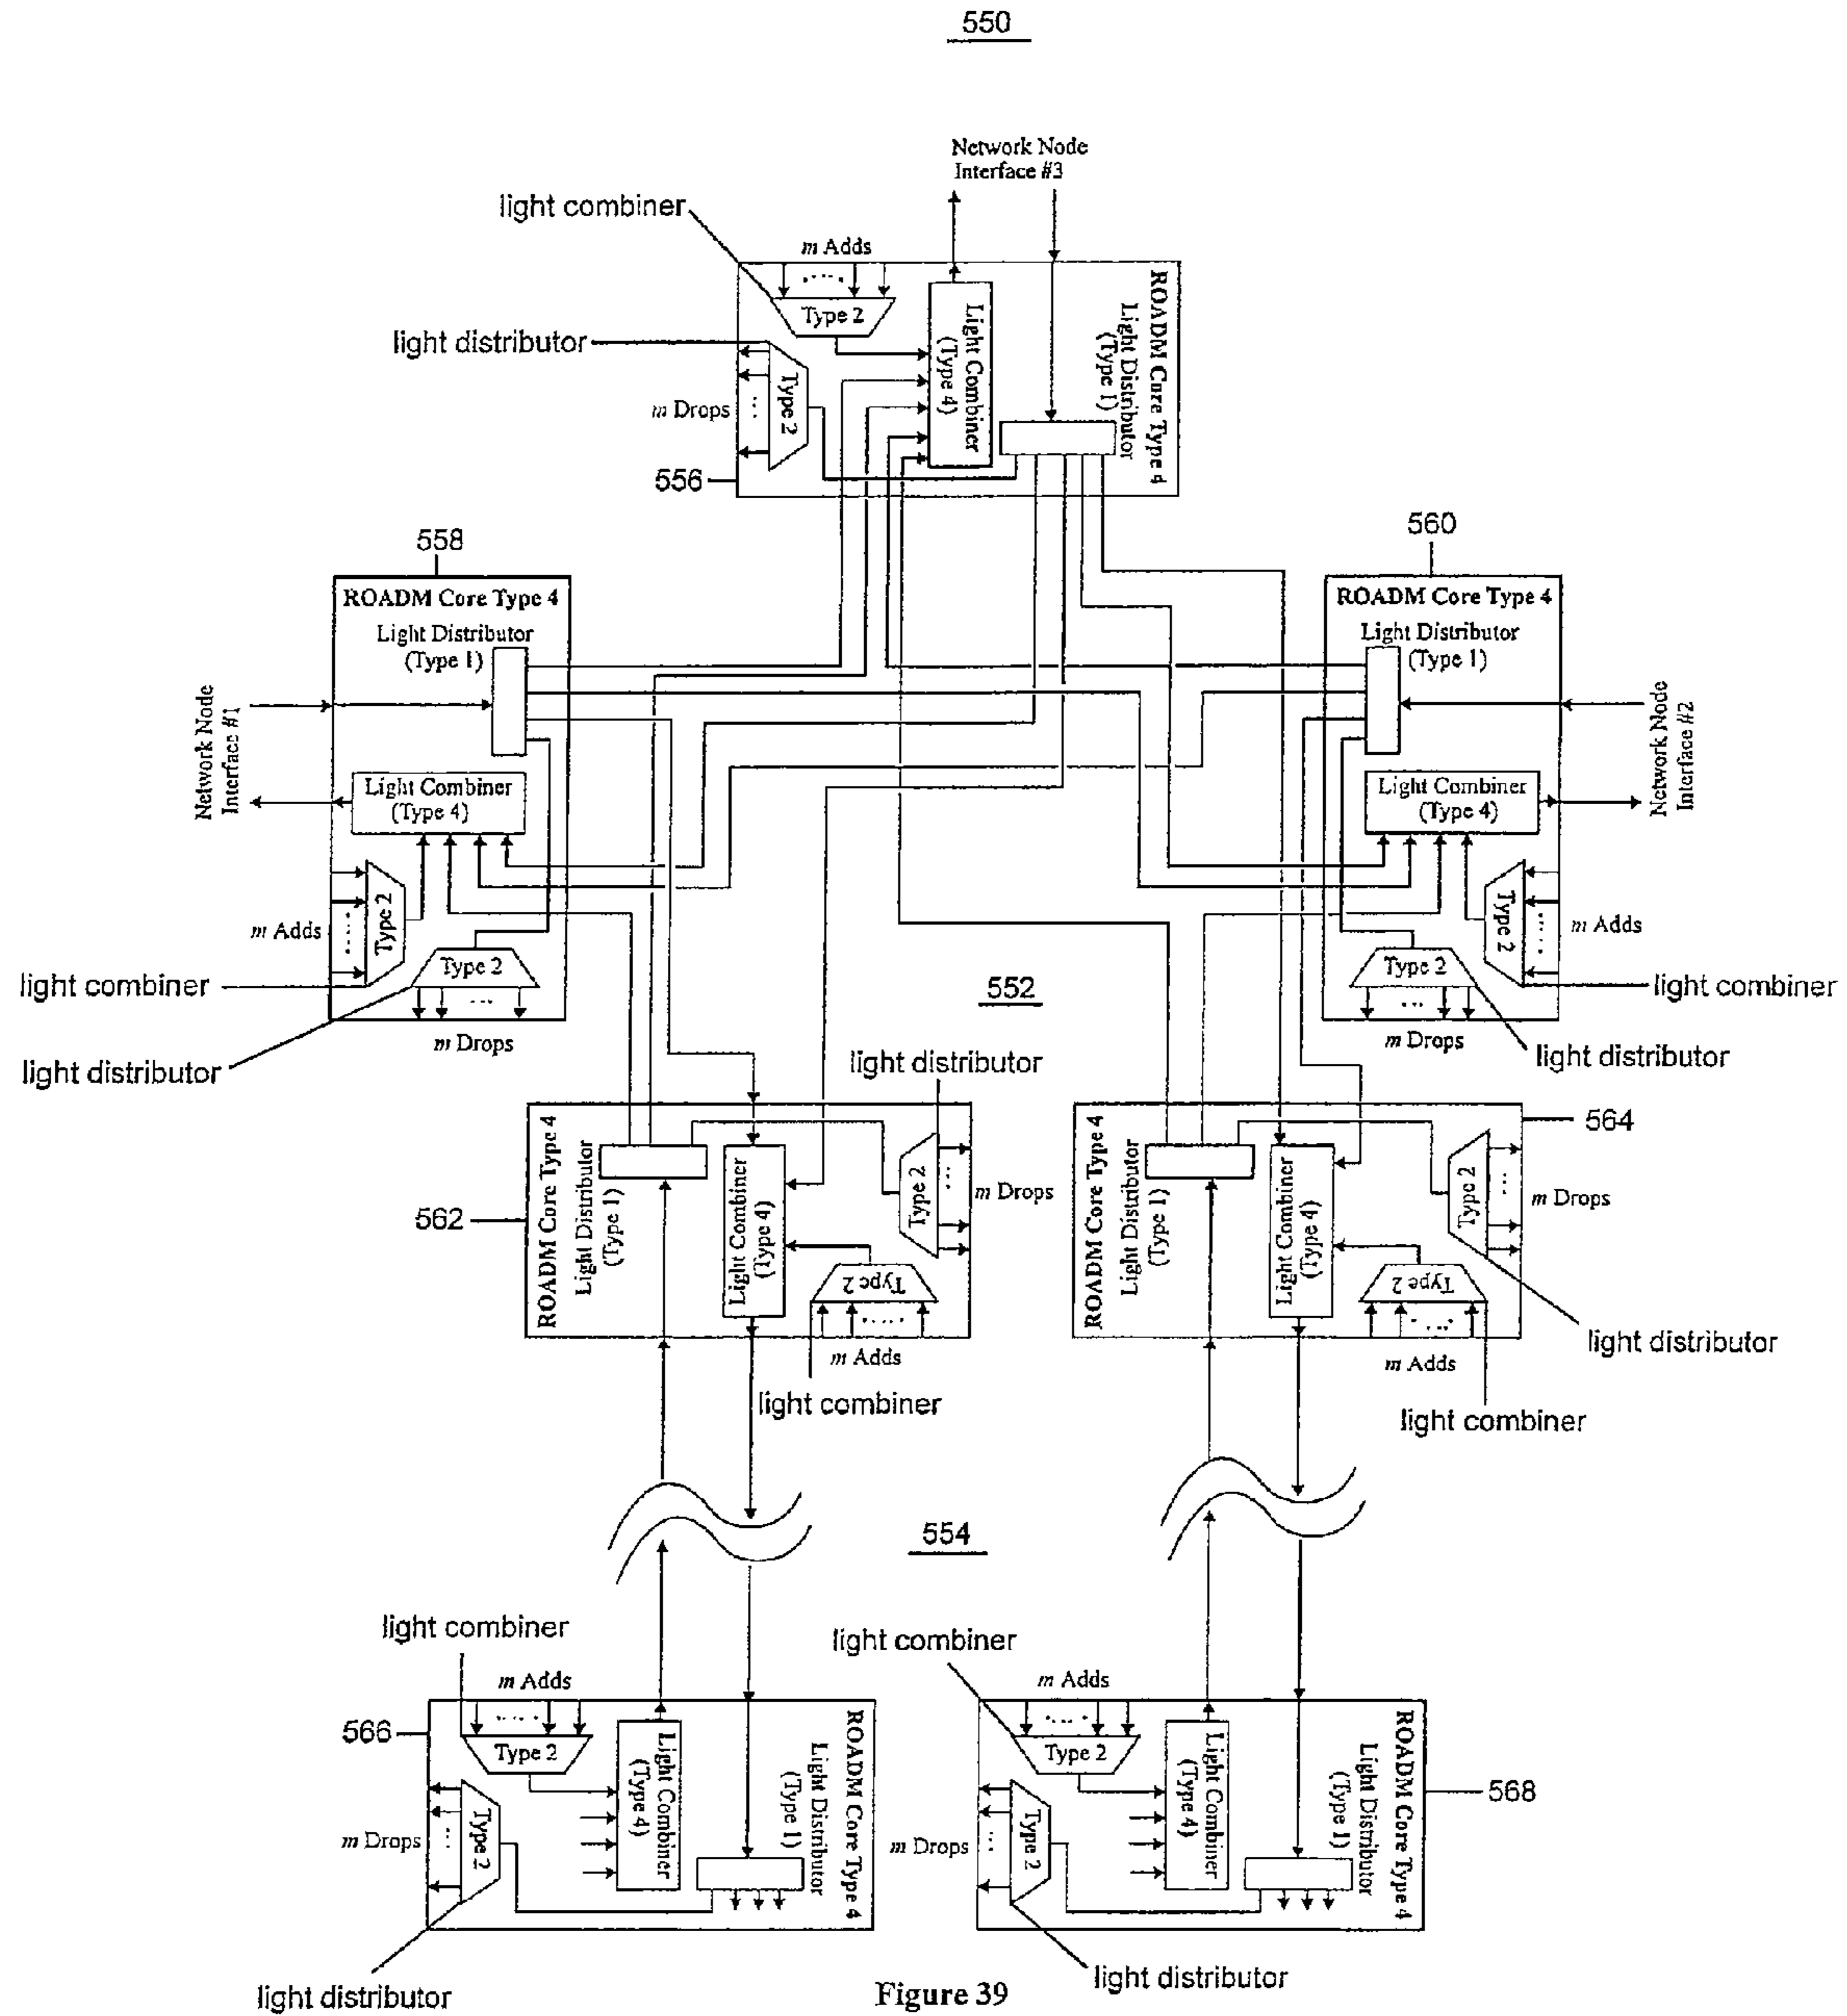 550
Network Node
Interface #3
light combiner
m Adds
.....
Type 2
light distributor
Type 2
...
m Drops
Light Combiner
(Type 4)
Light Distributor
(Type 1)
ROADM Core Type 4
556
558
ROADM Core Type 4
Light Distributor
(Type 1)
Network Node
Interface #1
Light Combiner
(Type 4)
Type 2
.....
m Adds
Type 2
...
light combiner
m Drops
light distributor
560
ROADM Core Type 4
Light Distributor
(Type 1)
Network Node
Interface #2
Light Combiner
(Type 4)
Type 2
.....
m Adds
Type 2
...
light combiner
m Drops
light distributor
552
light distributor
562
ROADM Core Type 4
Light Distributor
(Type 1)
Light Combiner
(Type 4)
Type 2
...
m Drops
Type 2
.....
m Adds
light combiner
564
ROADM Core Type 4
Light Distributor
(Type 1)
Light Combiner
(Type 4)
Type 2
...
m Drops
Type 2
.....
m Adds
light distributor
light combiner
554
light combiner
m Adds
.....
566
Type 2
Type 2
...
m Drops
Light Combiner
(Type 4)
Light Distributor
(Type 1)
ROADM Core Type 4
light distributor
light combiner
m Adds
.....
568
Type 2
Type 2
...
m Drops
Light Combiner
(Type 4)
Light Distributor
(Type 1)
ROADM Core Type 4
light distributor
Figure 39